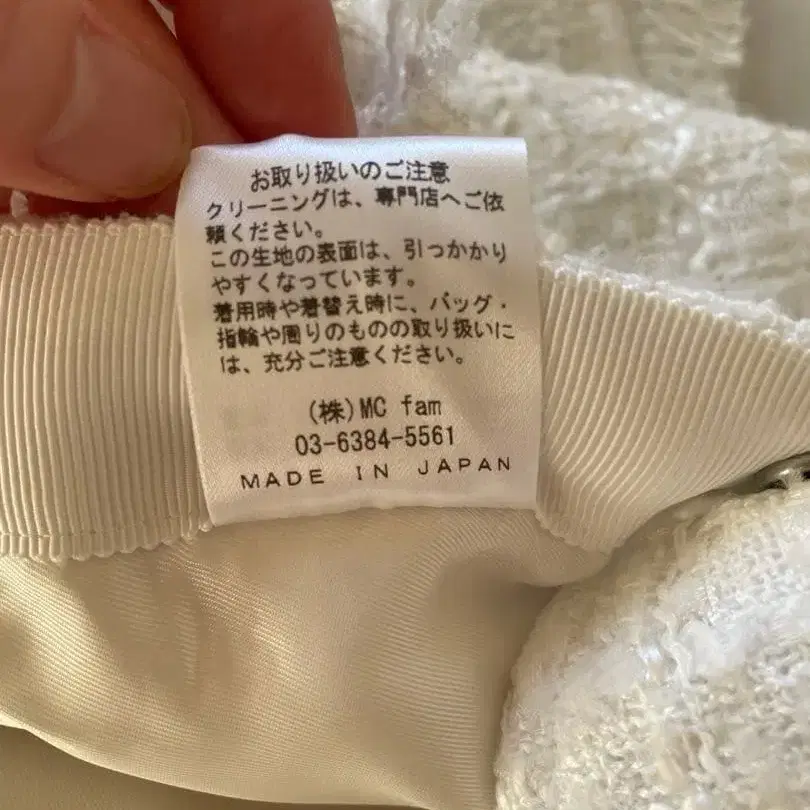 お取り扱いのご注意
クリーニングは、専門店へご依
頼ください。
この生地の表面は、引っかかり
やすくなっています。
着用時や着替え時に、バッグ・
指輪や周りのものの取り扱いに
は、充分ご注意ください。
(株)MC fam
03-6384-5561
MADE IN JAPAN